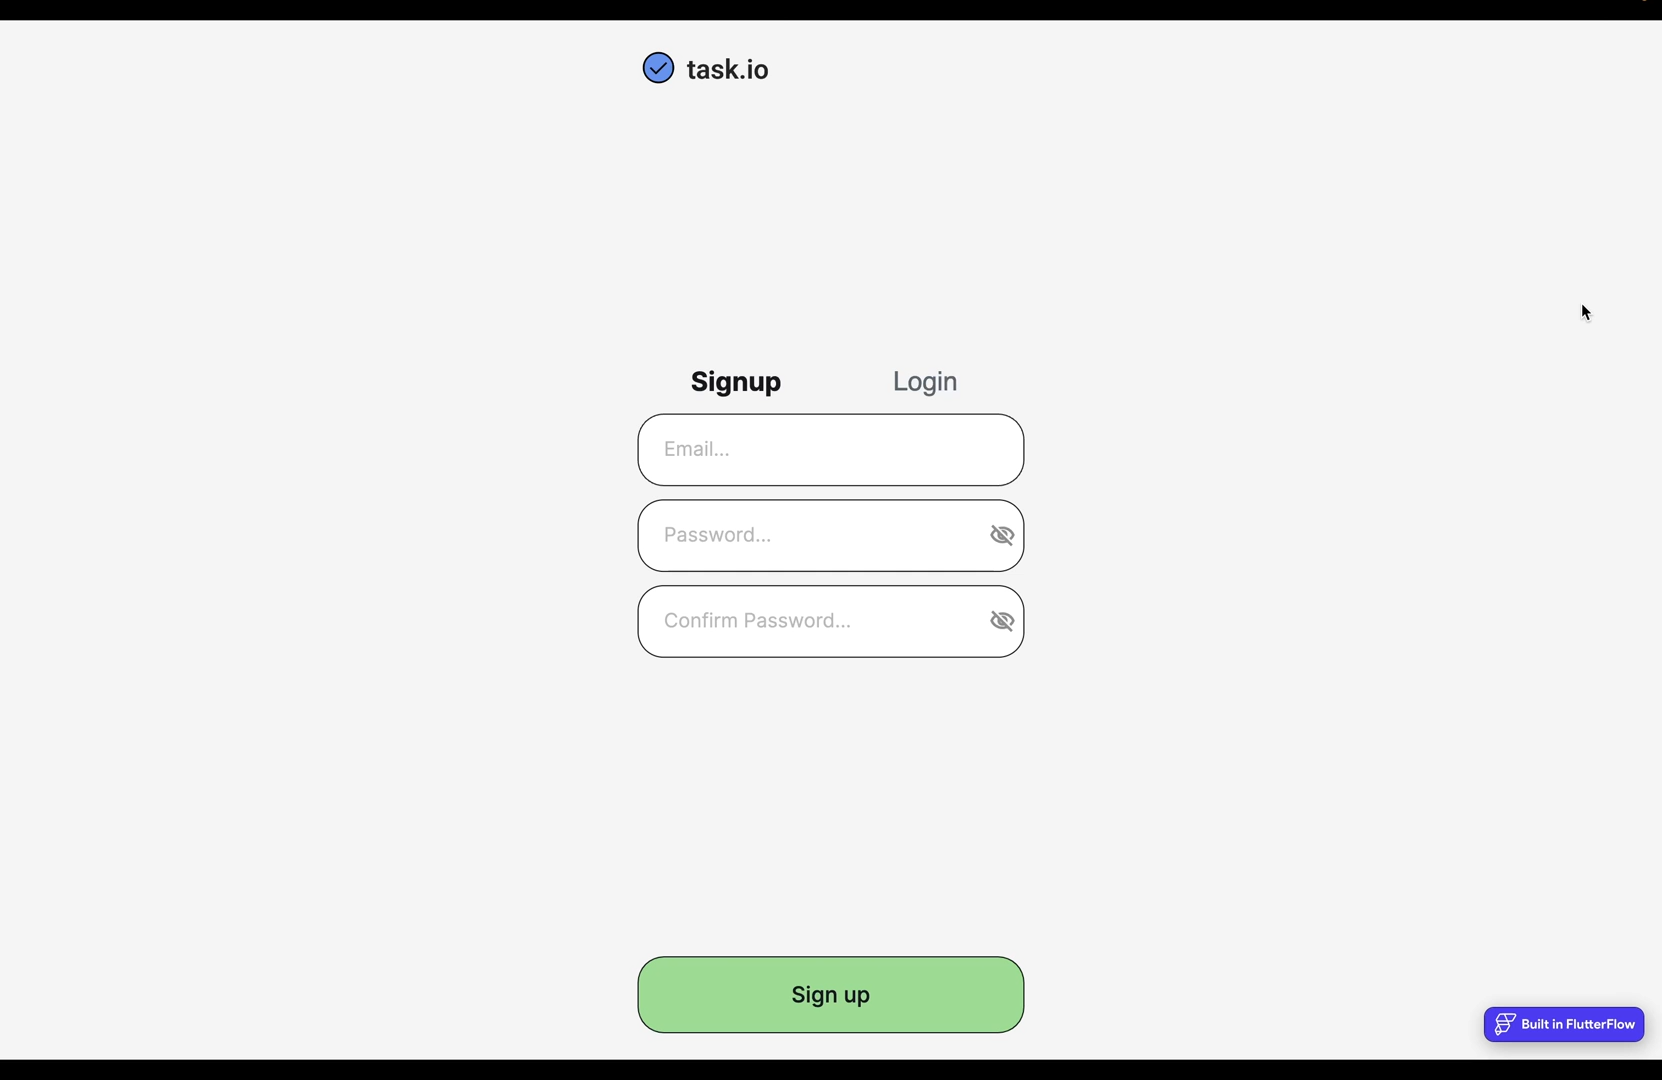 task.io
Signup Login
Email...
Password...
Confirm Password...
Sign up
Built in FlutterFlow